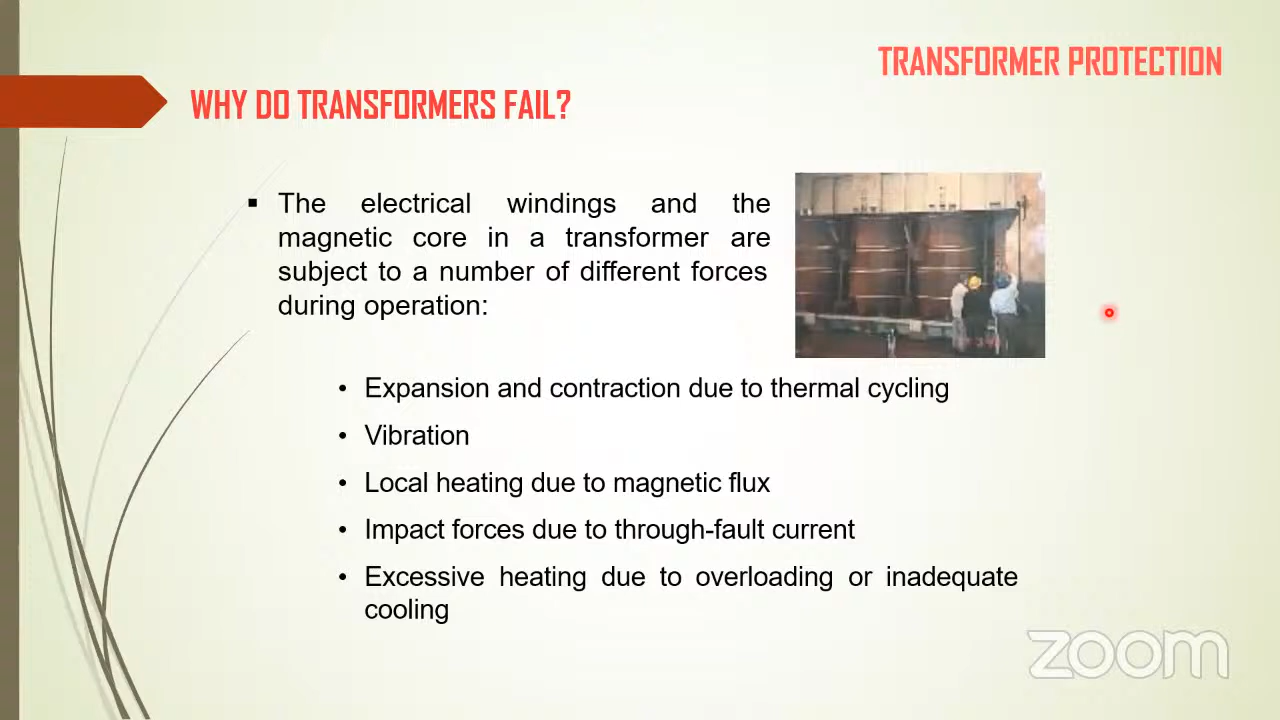 TRANSFORMER PROTECTION
WHY DO TRANSFORMERS FAIL?
▪ The electrical windings and the
magnetic core in a transformer are
subject to a number of different forces
during operation:
• Expansion and contraction due to thermal cycling
• Vibration
• Local heating due to magnetic flux
• Impact forces due to through-fault current
• Excessive heating due to overloading or inadequate
cooling
zoom